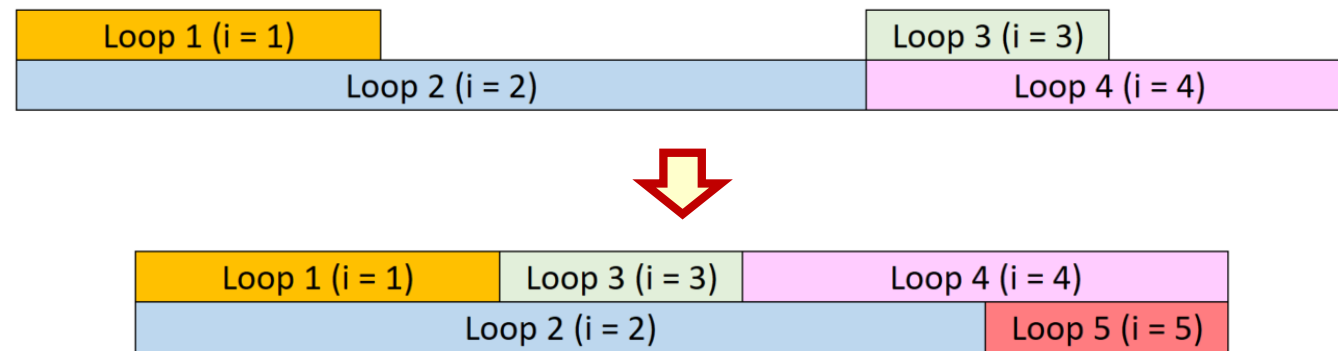 Loop 1 (i = 1)
Loop 3 (i = 3)
Loop 2 (i = 2)
Loop 4 (i = 4)
Loop 1 (i = 1)
Loop 3 (i = 3)
Loop 4 (i = 4)
Loop 2 (i = 2)
Loop 5 (i = 5)